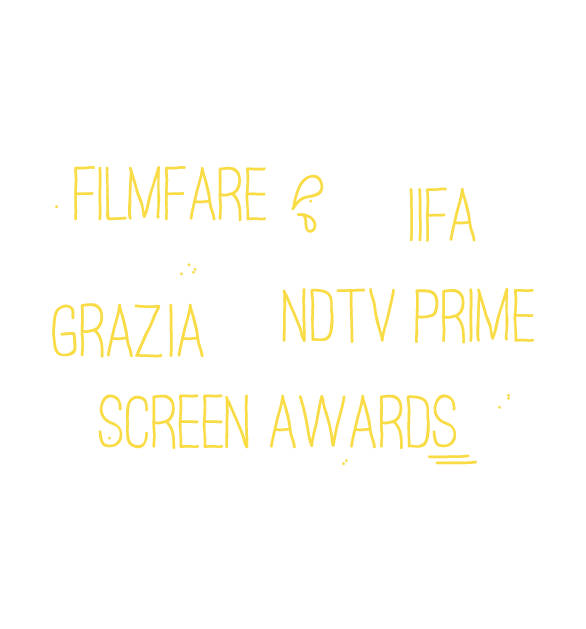 FILMFARE
IIFA
GRAZIA
NDTV PRIME
SCREEN AWARDS